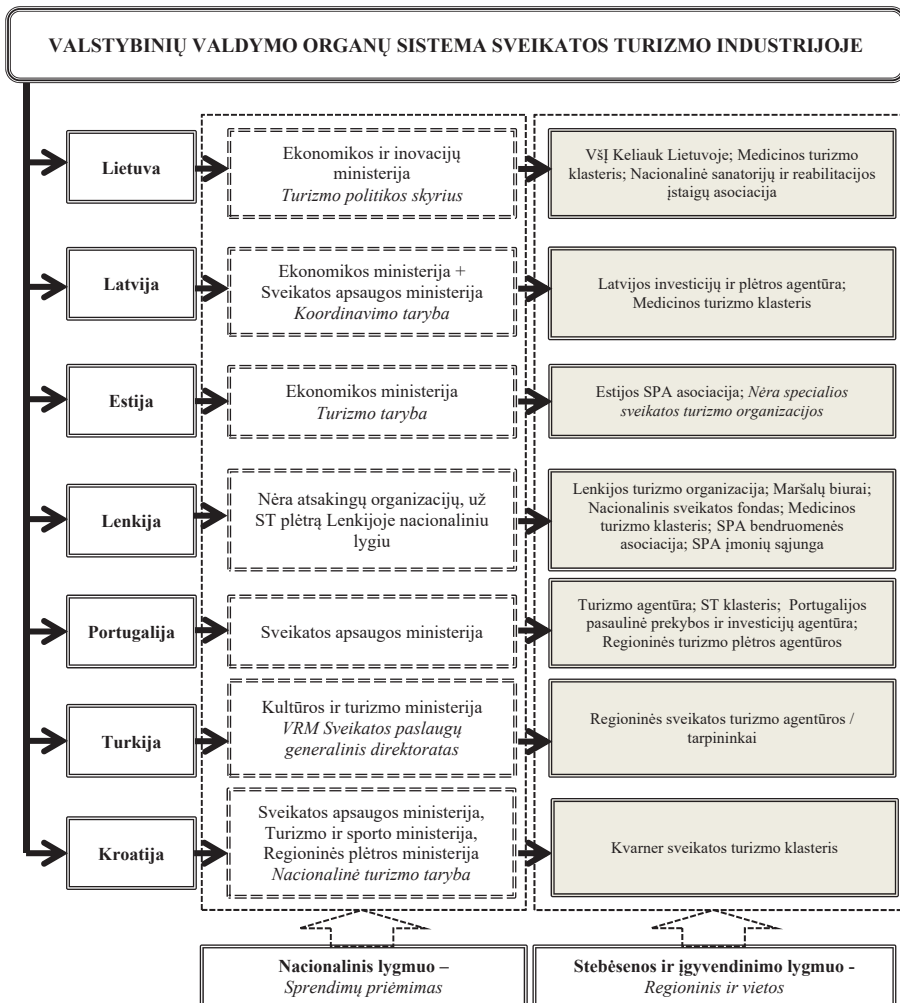 VALSTYBINIŲ VALDYMO ORGANŲ SISTEMA SVEIKATOS TURIZMO INDUSTRIJOJE
Lietuva
Ekonomikos ir inovacijų
ministerija
Turizmo politikos skyrius
VšĮ Keliauk Lietuvoje; Medicinos turizmo
klasteris; Nacionalinė sanatorijų ir reabilitacijos
įstaigų asociacija
Latvija
Ekonomikos ministerija +
Sveikatos apsaugos ministerija
Koordinavimo taryba
Latvijos investicijų ir plėtros agentūra;
Medicinos turizmo klasteris
Estija
Ekonomikos ministerija
Turizmo taryba
Estijos SPA asociacija; Nėra specialios
sveikatos turizmo organizacijos
Lenkija
Nėra atsakingų organizacijų, už
ST plėtrą Lenkijoje nacionaliniu
lygiu
Lenkijos turizmo organizacija; Maršalų biurai;
Nacionalinis sveikatos fondas; Medicinos
turizmo klasteris; SPA bendruomenės
asociacija; SPA įmonių sąjunga
Portugalija
Sveikatos apsaugos ministerija
Turizmo agentūra; ST klasteris; Portugalijos
pasaulinė prekybos ir investicijų agentūra;
Regioninės turizmo plėtros agentūros
Turkija
Kultūros ir turizmo ministerija
VRM Sveikatos paslaugų
generalinis direktoratas
Regioninės sveikatos turizmo agentūros /
tarpininkai
Kroatija
Sveikatos apsaugos ministerija,
Turizmo ir sporto ministerija,
Regioninės plėtros ministerija
Nacionalinė turizmo taryba
Kvarner sveikatos turizmo klasteris
Nacionalinis lygmuo –
Sprendimų priėmimas
Stebėsenos ir įgyvendinimo lygmuo -
Regioninis ir vietos